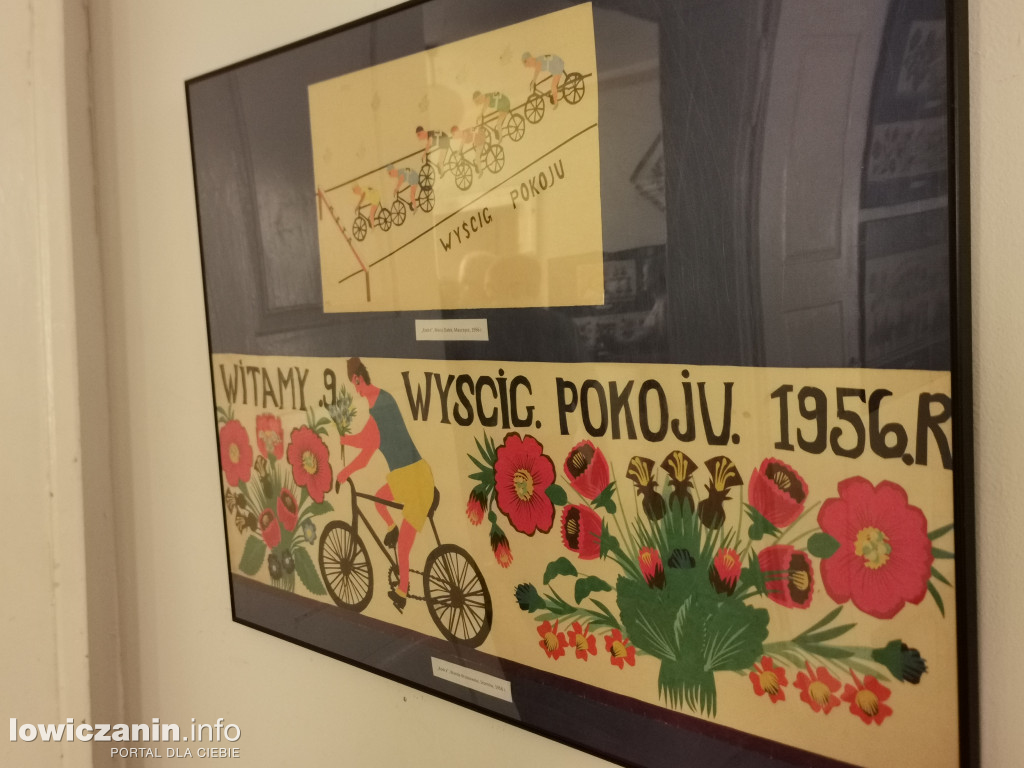 WYSCIG POKOJU
WITAMY .9. WYSCIG. POKOJU. 1956.R
lowiczanin.info
PORTAL DLA CIEBIE